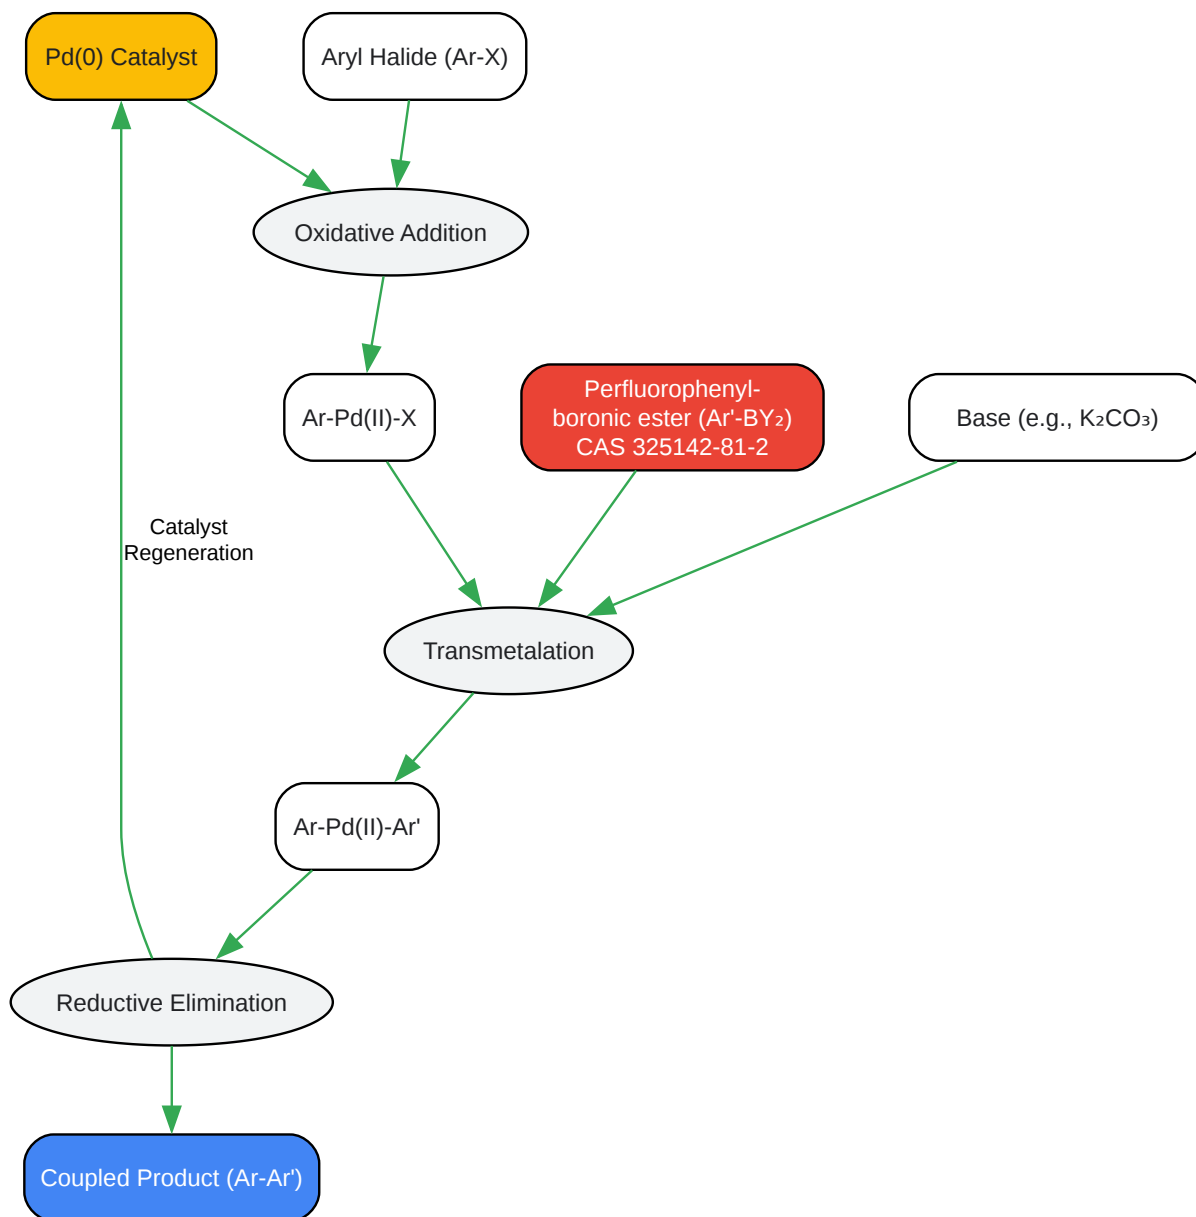 Pd(0) Catalyst
Aryl Halide (Ar-X)
Oxidative Addition
Ar-Pd(II)-X
Perfluorophenyl-
boronic ester (Ar'-BY₂)
CAS 325142-81-2
Base (e.g., K₂CO₃)
Catalyst
Regeneration
Transmetalation
Ar-Pd(II)-Ar'
Reductive Elimination
Coupled Product (Ar-Ar')